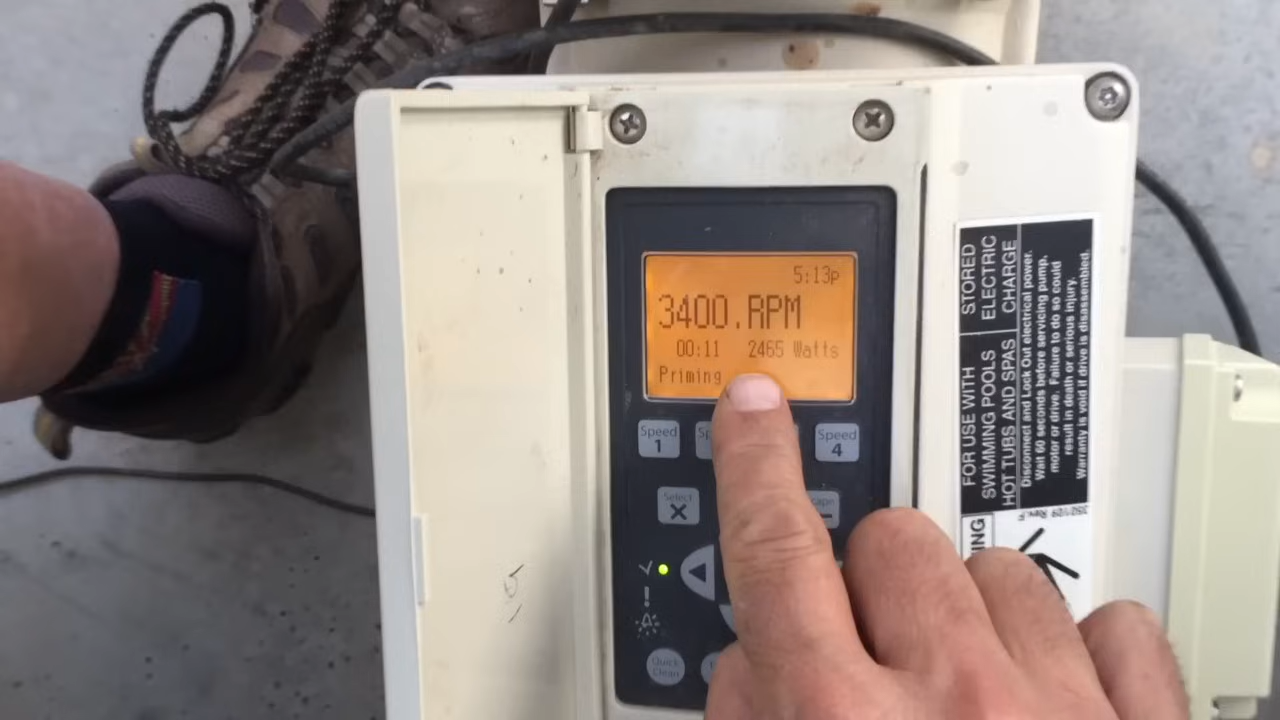 5:13p
3400.RPM
00:11 2465 Watts
Priming
Speed
1
Speed
4
Select
Quick
Clean
FOR USE WITH
SWIMMING POOLS
HOT TUBS AND SPAS
STORED
ELECTRIC
CHARGE
Disconnect and Lock Out electrical power.
Wait 60 seconds before servicing pump,
motor or drive. Failure to do so could
result in death or serious injury.
Warranty is void if drive is disassembled.
352109 Rev. F